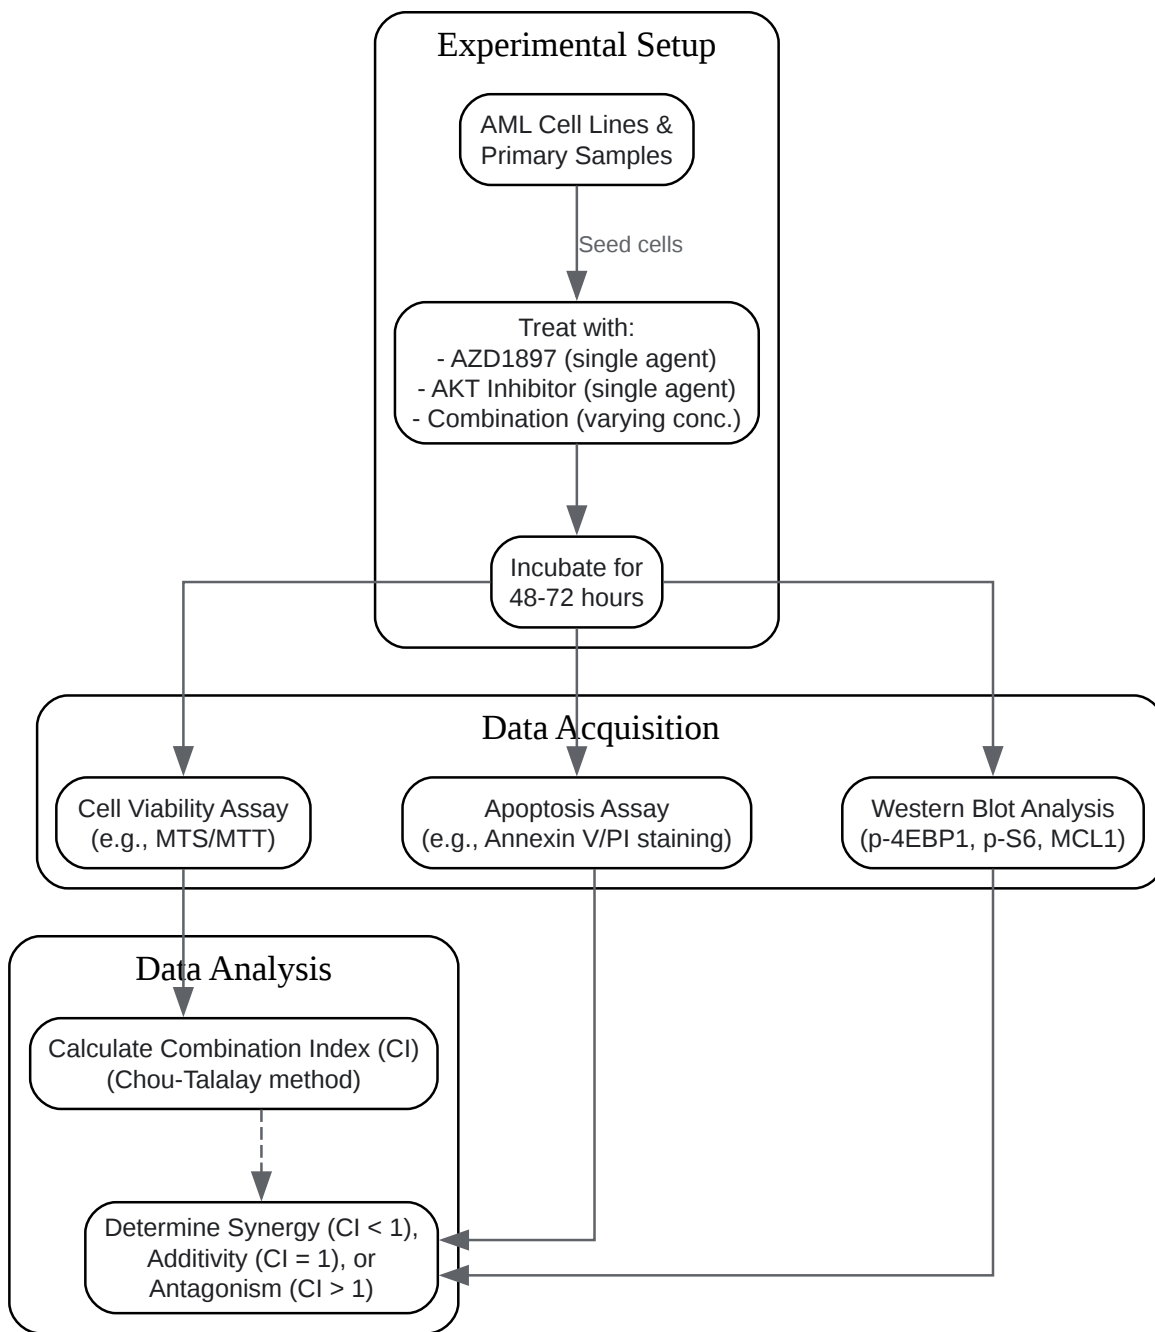 Experimental Setup
AML Cell Lines &
Primary Samples
Seed cells
Treat with:
- AZD1897 (single agent)
- AKT Inhibitor (single agent)
- Combination (varying conc.)
Incubate for
48-72 hours
Data Acquisition
Cell Viability Assay
(e.g., MTS/MTT)
Apoptosis Assay
(e.g., Annexin V/PI staining)
Western Blot Analysis
(p-4EBP1, p-S6, MCL1)
Data Analysis
Calculate Combination Index (CI)
(Chou-Talalay method)
Determine Synergy (CI < 1),
Additivity (CI = 1), or
Antagonism (CI > 1)